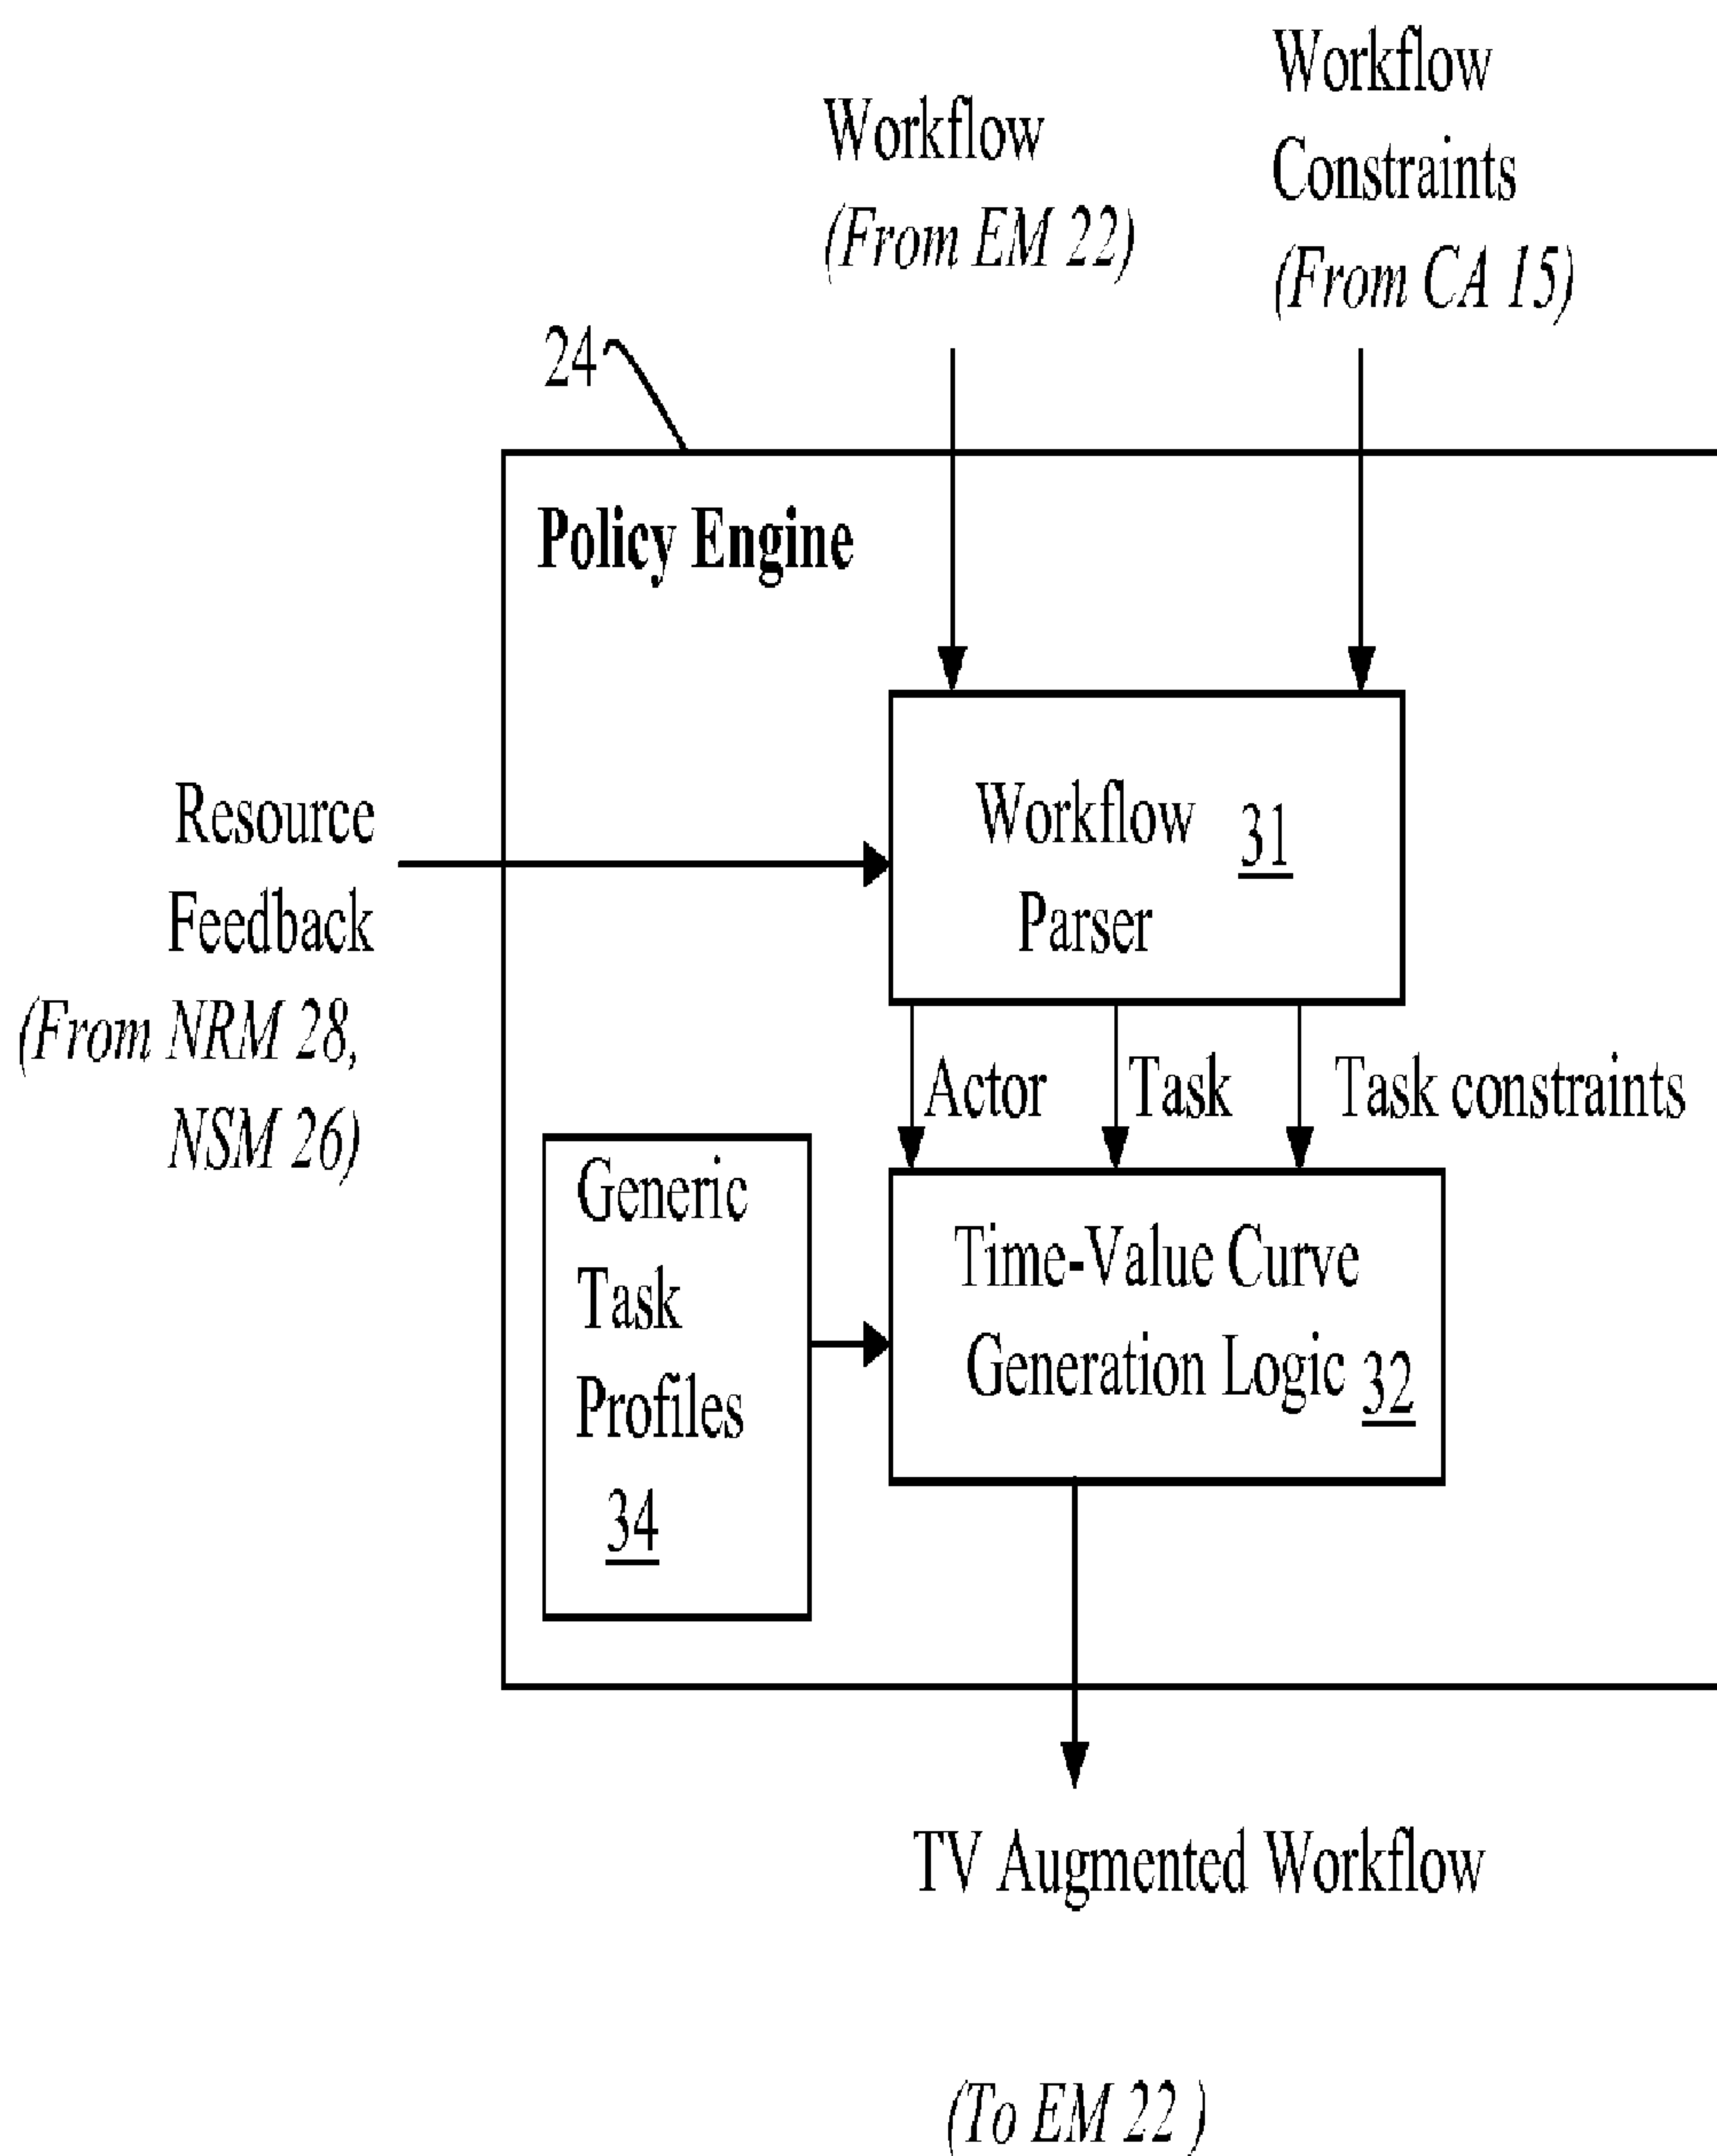 Workflow
Constraints
(From CA 15)
Workflow
(From EM 22)
24
Policy Engine
Resource
Feedback
(From NRM 28,
NSM 26)
Workflow 31
Parser
Actor
Task
Task constraints
Generic
Task
Profiles
34
Time-Value Curve
Generation Logic 32
TV Augmented Workflow
(To EM 22 )